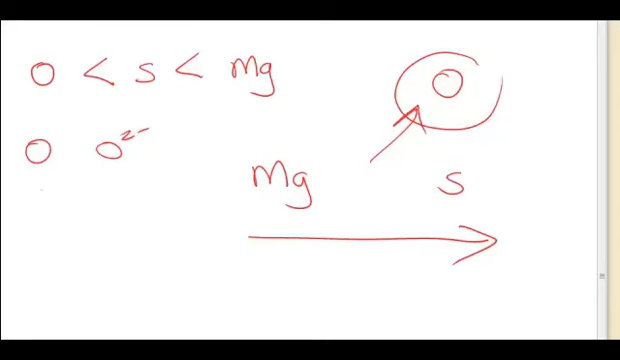 O < S < Mg
O
O O²⁻
Mg S